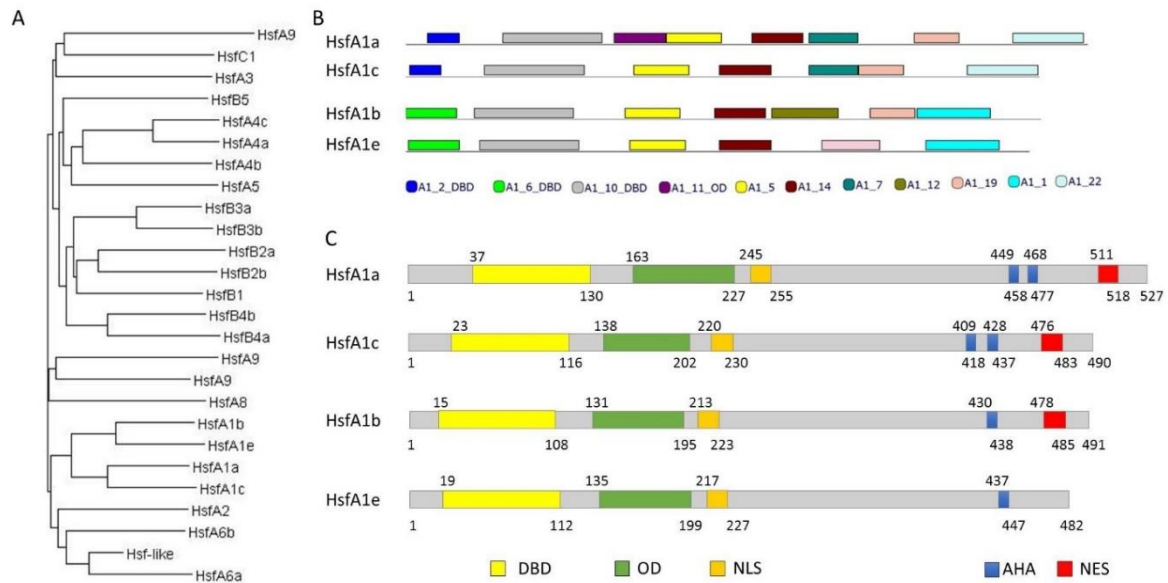 A
HsfA9
HsfC1
HsfA3
HsfB5
HsfA4c
HsfA4a
HsfA4b
HsfA5
HsfB3a
HsfB3b
HsfB2a
HsfB2b
HsfB1
HsfB4b
HsfB4a
HsfA9
HsfA9
HsfA8
HsfA1b
HsfA1e
HsfA1a
HsfA1c
HsfA2
HsfA6b
Hsf-like
HsfA6a
B
HsfA1a
HsfA1c
HsfA1b
HsfA1e
A1_2_DBD A1_6_DBD A1_10_DBD A1_11_OD A1_5 A1_14 A1_7 A1_12 A1_19 A1_1 A1_22
C
37 163 245 449 468 511
HsfA1a
1 130 227 255 458 477 518 527
23 138 220 409 428 476
HsfA1c
1 116 202 230 418 437 483 490
15 131 213 430 478
HsfA1b
1 108 195 223 438 485 491
19 135 217 437
HsfA1e
1 112 199 227 447 482
DBD OD NLS AHA NES